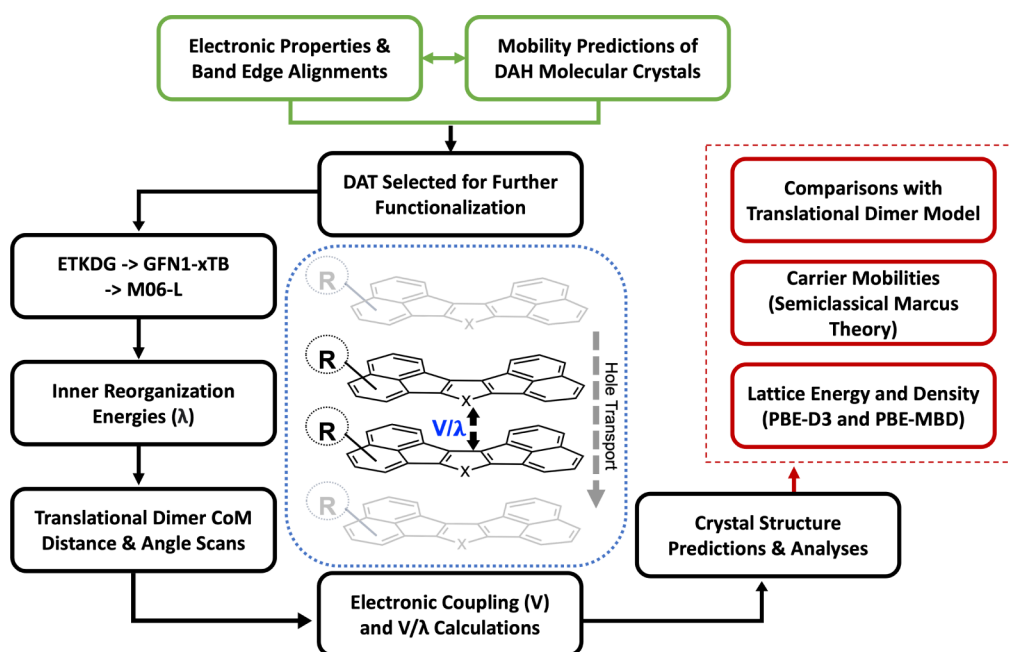 Electronic Properties &
Band Edge Alignments
Mobility Predictions of
DAH Molecular Crystals
DAT Selected for Further
Functionalization
ETKDG -> GFN1-xTB
-> M06-L
Inner Reorganization
Energies (λ)
Translational Dimer CoM
Distance & Angle Scans
R
X
R
X
V/λ
R
X
R
X
Hole Transport
Electronic Coupling (V)
and V/λ Calculations
Crystal Structure
Predictions & Analyses
Comparisons with
Translational Dimer Model
Carrier Mobilities
(Semiclassical Marcus
Theory)
Lattice Energy and Density
(PBE-D3 and PBE-MBD)